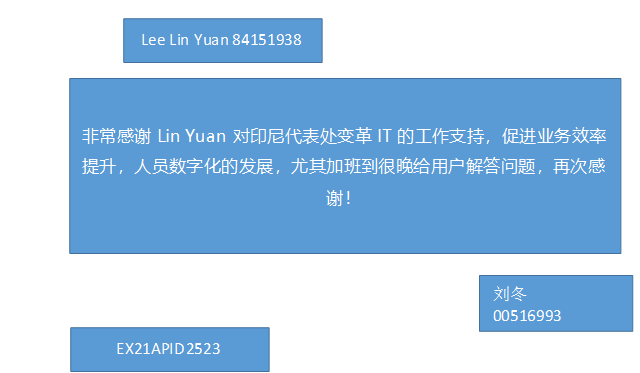 Lee Lin Yuan 84151938
非常感谢 Lin Yuan 对印尼代表处变革 IT 的工作支持，促进业务效率
提升，人员数字化的发展，尤其加班到很晚给用户解答问题，再次感
谢！
刘冬
00516993
EX21APID2523